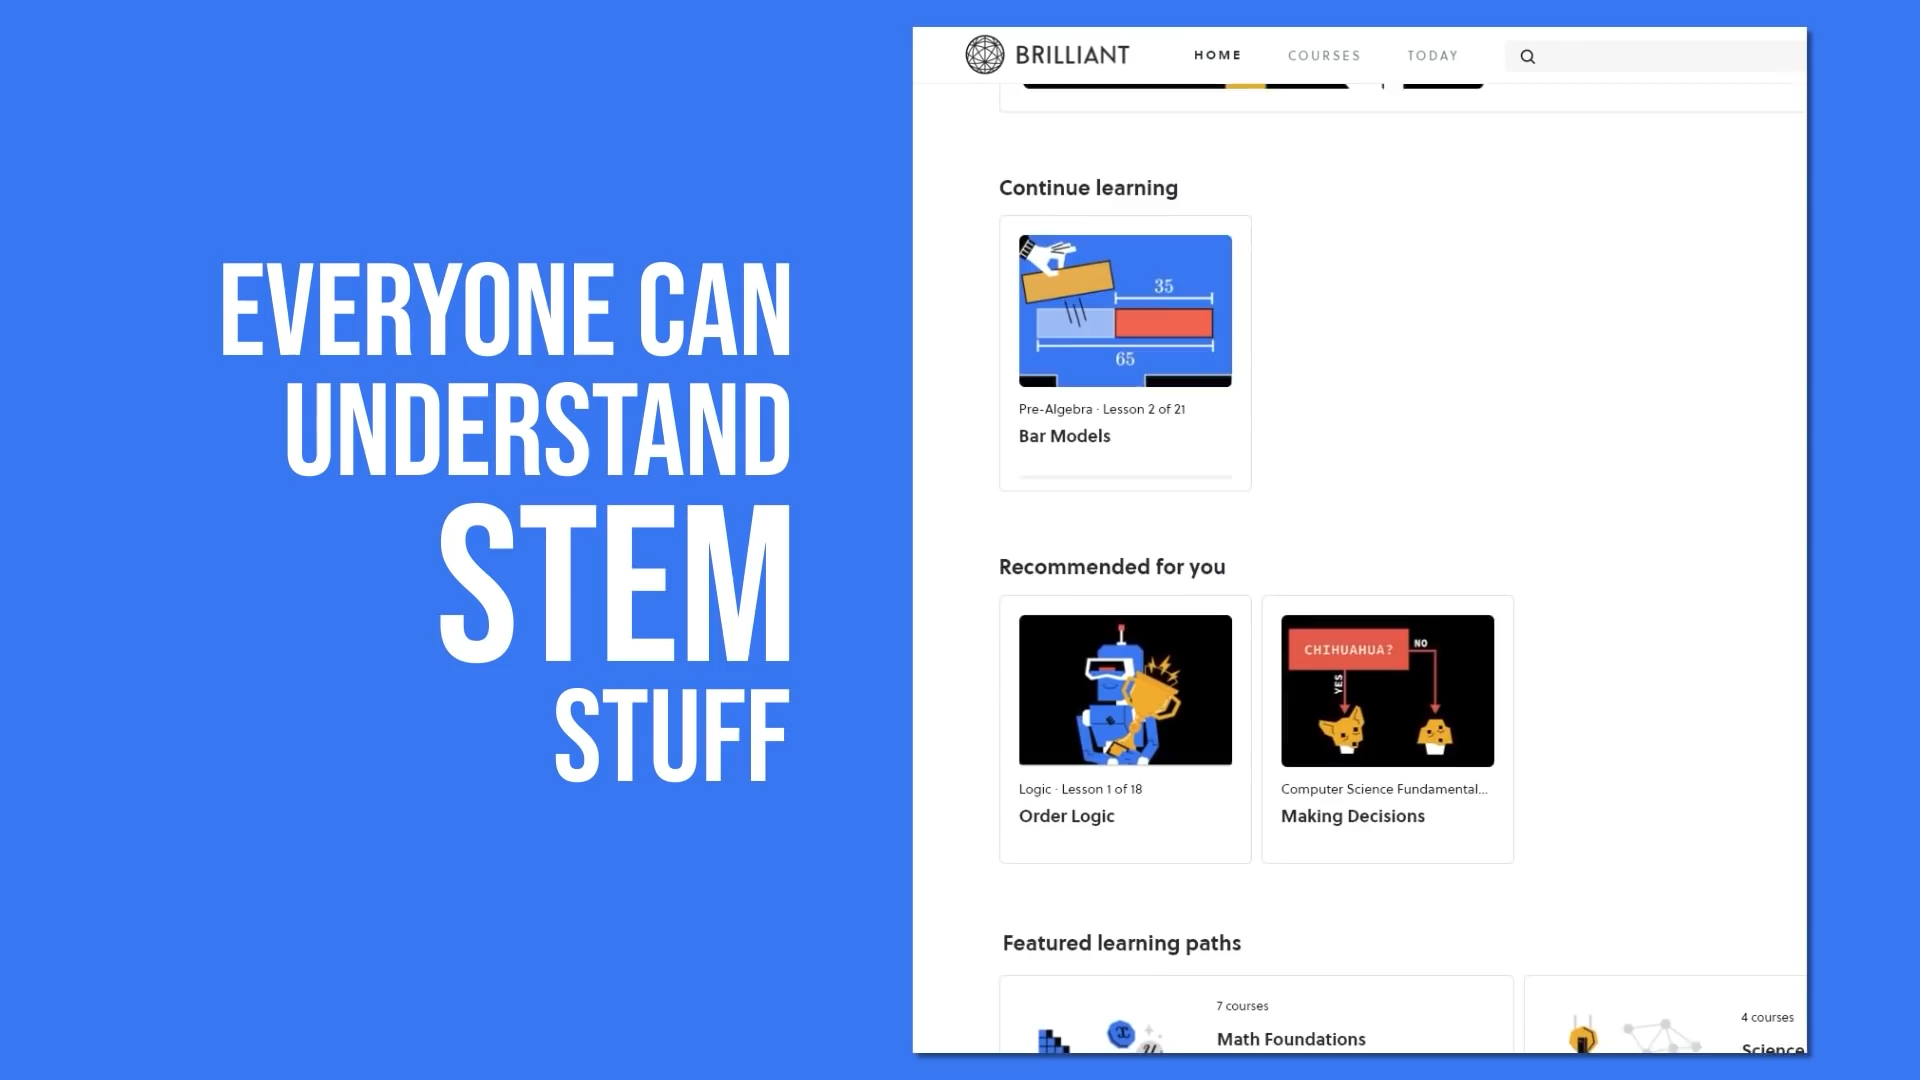 EVERYONE CAN
UNDERSTAND
STEM
STUFF
BRILLIANT
HOME
COURSES
TODAY
Continue learning
35
65
Pre-Algebra · Lesson 2 of 21
Bar Models
Recommended for you
Logic · Lesson 1 of 18
Order Logic
CHIHUAHUA?
NO
YES
Computer Science Fundamental...
Making Decisions
Featured learning paths
7 courses
Math Foundations
x
y
4 courses
Science